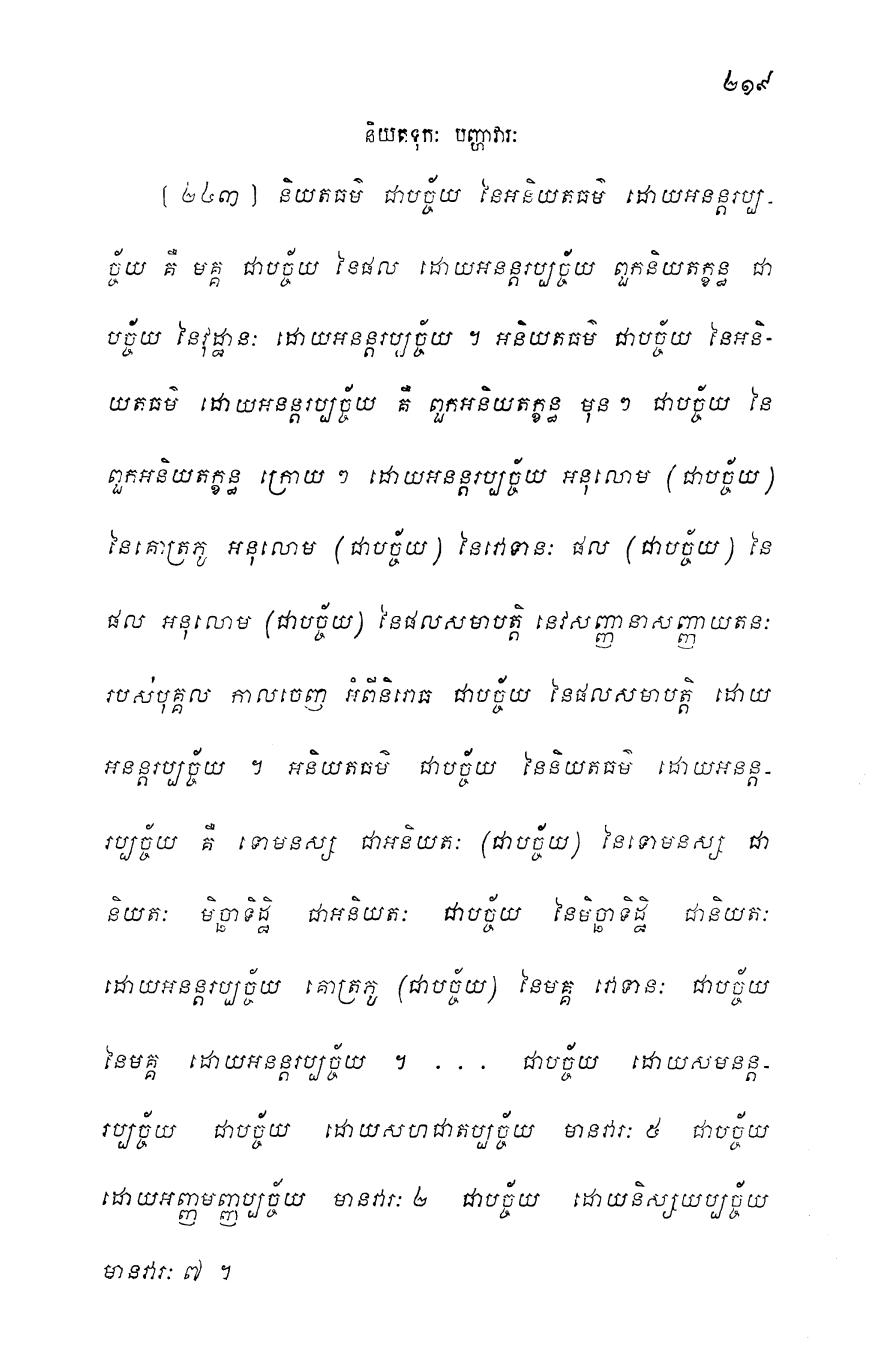 ២១៩
និយតទុកៈ បញ្ហាវារៈ
[ ២៤៣ ] និយតធម៌ ជាបច្ច័យ នៃអនិយតធម៌ ដោយអនន្តរប្ប-
ច្ច័យ គឺ មគ្គ ជាបច្ច័យ នៃផល ដោយអនន្តរប្បច្ច័យ ពួកនិយតក្ខន្ធ ជា
បច្ច័យ នៃវុដ្ឋានៈ ដោយអនន្តរប្បច្ច័យ ។ អនិយតធម៌ ជាបច្ច័យ នៃអនិ-
យតធម៌ ដោយអនន្តរប្បច្ច័យ គឺ ពួកអនិយតក្ខន្ធ មុន ៗ ជាបច្ច័យ នៃ
ពួកអនិយតក្ខន្ធ ក្រោយ ៗ ដោយអនន្តរប្បច្ច័យ អនុលោម (ជាបច្ច័យ)
នៃគោត្រភូ អនុលោម (ជាបច្ច័យ) នៃវោទានៈ ផល (ជាបច្ច័យ) នៃ
ផល អនុលោម (ជាបច្ច័យ) នៃផលសមាបត្តិ នេវសញ្ញានាសញ្ញាយតនៈ
របស់បុគ្គល កាលចេញ អំពីនិរោធ ជាបច្ច័យ នៃផលសមាបត្តិ ដោយ
អនន្តរប្បច្ច័យ ។ អនិយតធម៌ ជាបច្ច័យ នៃនិយតធម៌ ដោយអនន្ត-
រប្បច្ច័យ គឺ ទោមនស្ស ជាអនិយតៈ (ជាបច្ច័យ) នៃទោមនស្ស ជា
និយតៈ មិច្ឆាទិដ្ឋិ ជាអនិយតៈ ជាបច្ច័យ នៃមិច្ឆាទិដ្ឋិ ជានិយតៈ
ដោយអនន្តរប្បច្ច័យ គោត្រភូ (ជាបច្ច័យ) នៃមគ្គ វោទានៈ ជាបច្ច័យ
នៃមគ្គ ដោយអនន្តរប្បច្ច័យ ។ . . . ជាបច្ច័យ ដោយសមនន្ត-
រប្បច្ច័យ ជាបច្ច័យ ដោយសហជាតប្បច្ច័យ មានវារៈ ៥ ជាបច្ច័យ
ដោយអញ្ញមញ្ញប្បច្ច័យ មានវារៈ ២ ជាបច្ច័យ ដោយនិស្សយប្បច្ច័យ
មានវារៈ ៧ ។